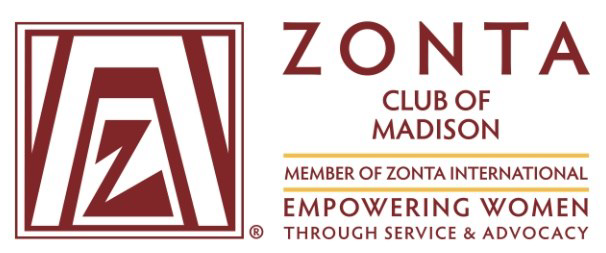 Z
®
ZONTA
CLUB OF
MADISON
MEMBER OF ZONTA INTERNATIONAL
EMPOWERING WOMEN
THROUGH SERVICE & ADVOCACY